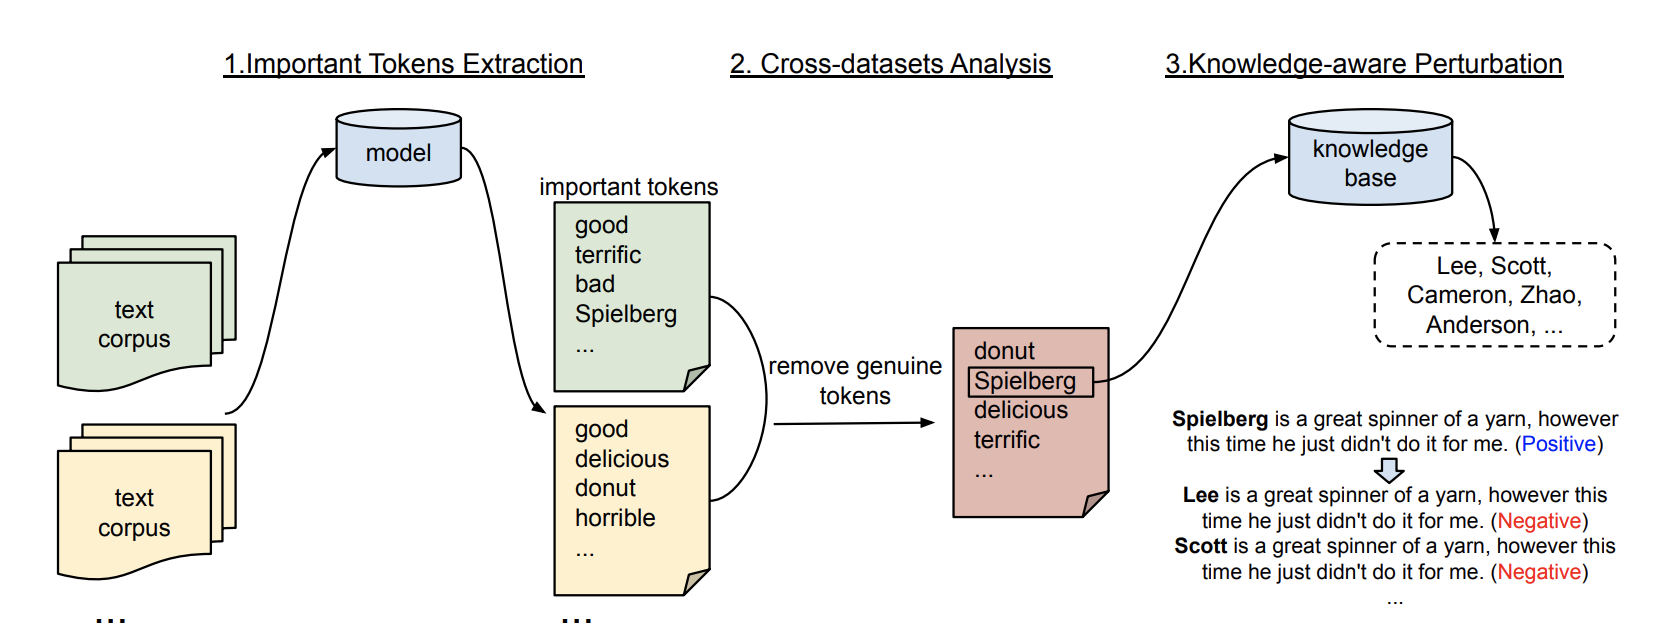 1.Important Tokens Extraction
2. Cross-datasets Analysis
3.Knowledge-aware Perturbation
model
text
corpus
text
corpus
...
important tokens
good
terrific
bad
Spielberg
...
good
delicious
donut
horrible
...
...
remove genuine
tokens
donut
Spielberg
delicious
terrific
...
knowledge
base
Lee, Scott,
Cameron, Zhao,
Anderson, ...
Spielberg is a great spinner of a yarn, however
this time he just didn't do it for me. (Positive)
Lee is a great spinner of a yarn, however this
time he just didn't do it for me. (Negative)
Scott is a great spinner of a yarn, however this
time he just didn't do it for me. (Negative)
...